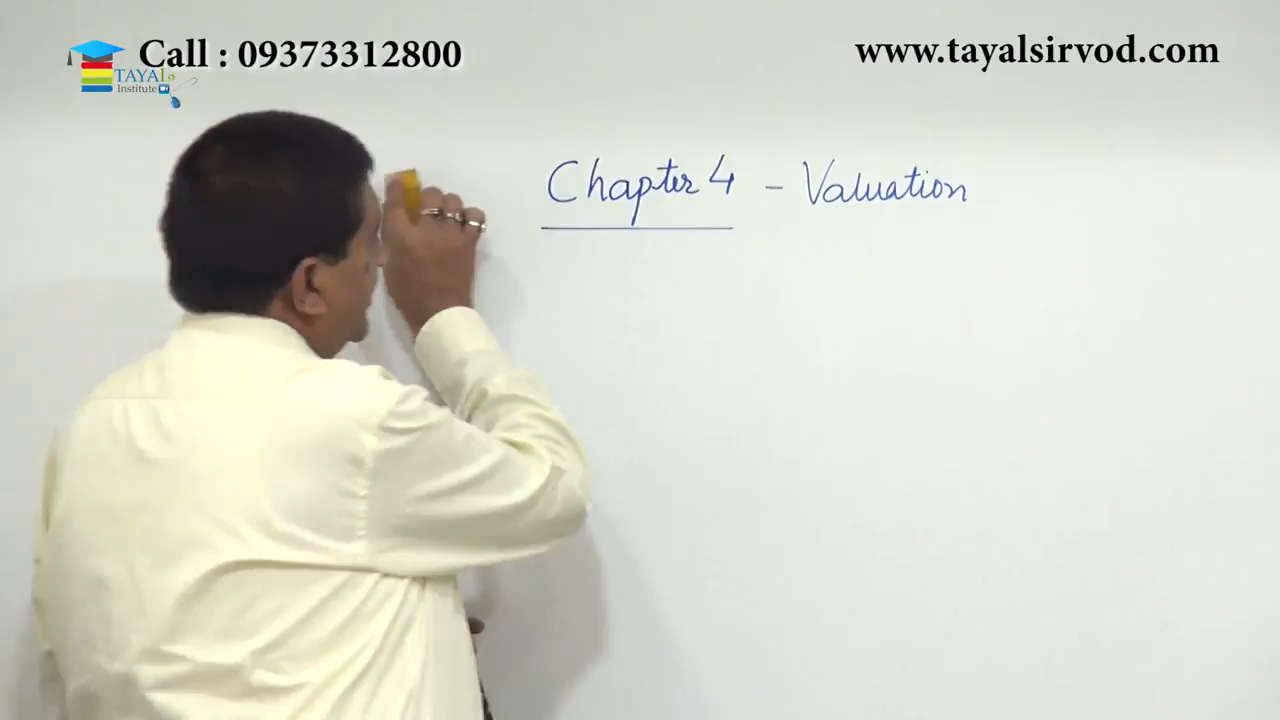 Call : 09373312800
www.tayalsirvod.com
TAYAL
Institute
Chapter 4 - Valuation